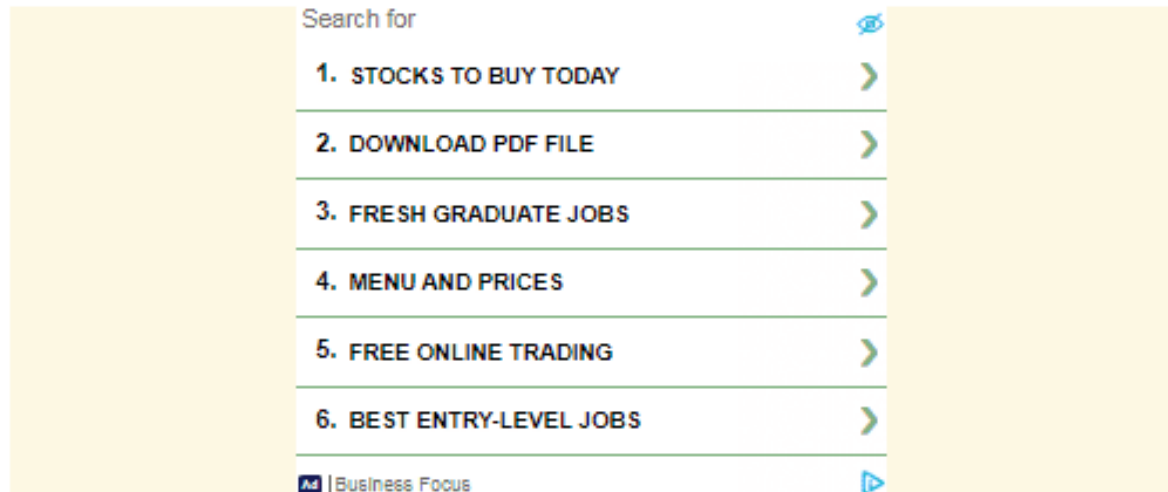 Search for
1. STOCKS TO BUY TODAY
2. DOWNLOAD PDF FILE
3. FRESH GRADUATE JOBS
4. MENU AND PRICES
5. FREE ONLINE TRADING
6. BEST ENTRY-LEVEL JOBS
Ad | Business Focus